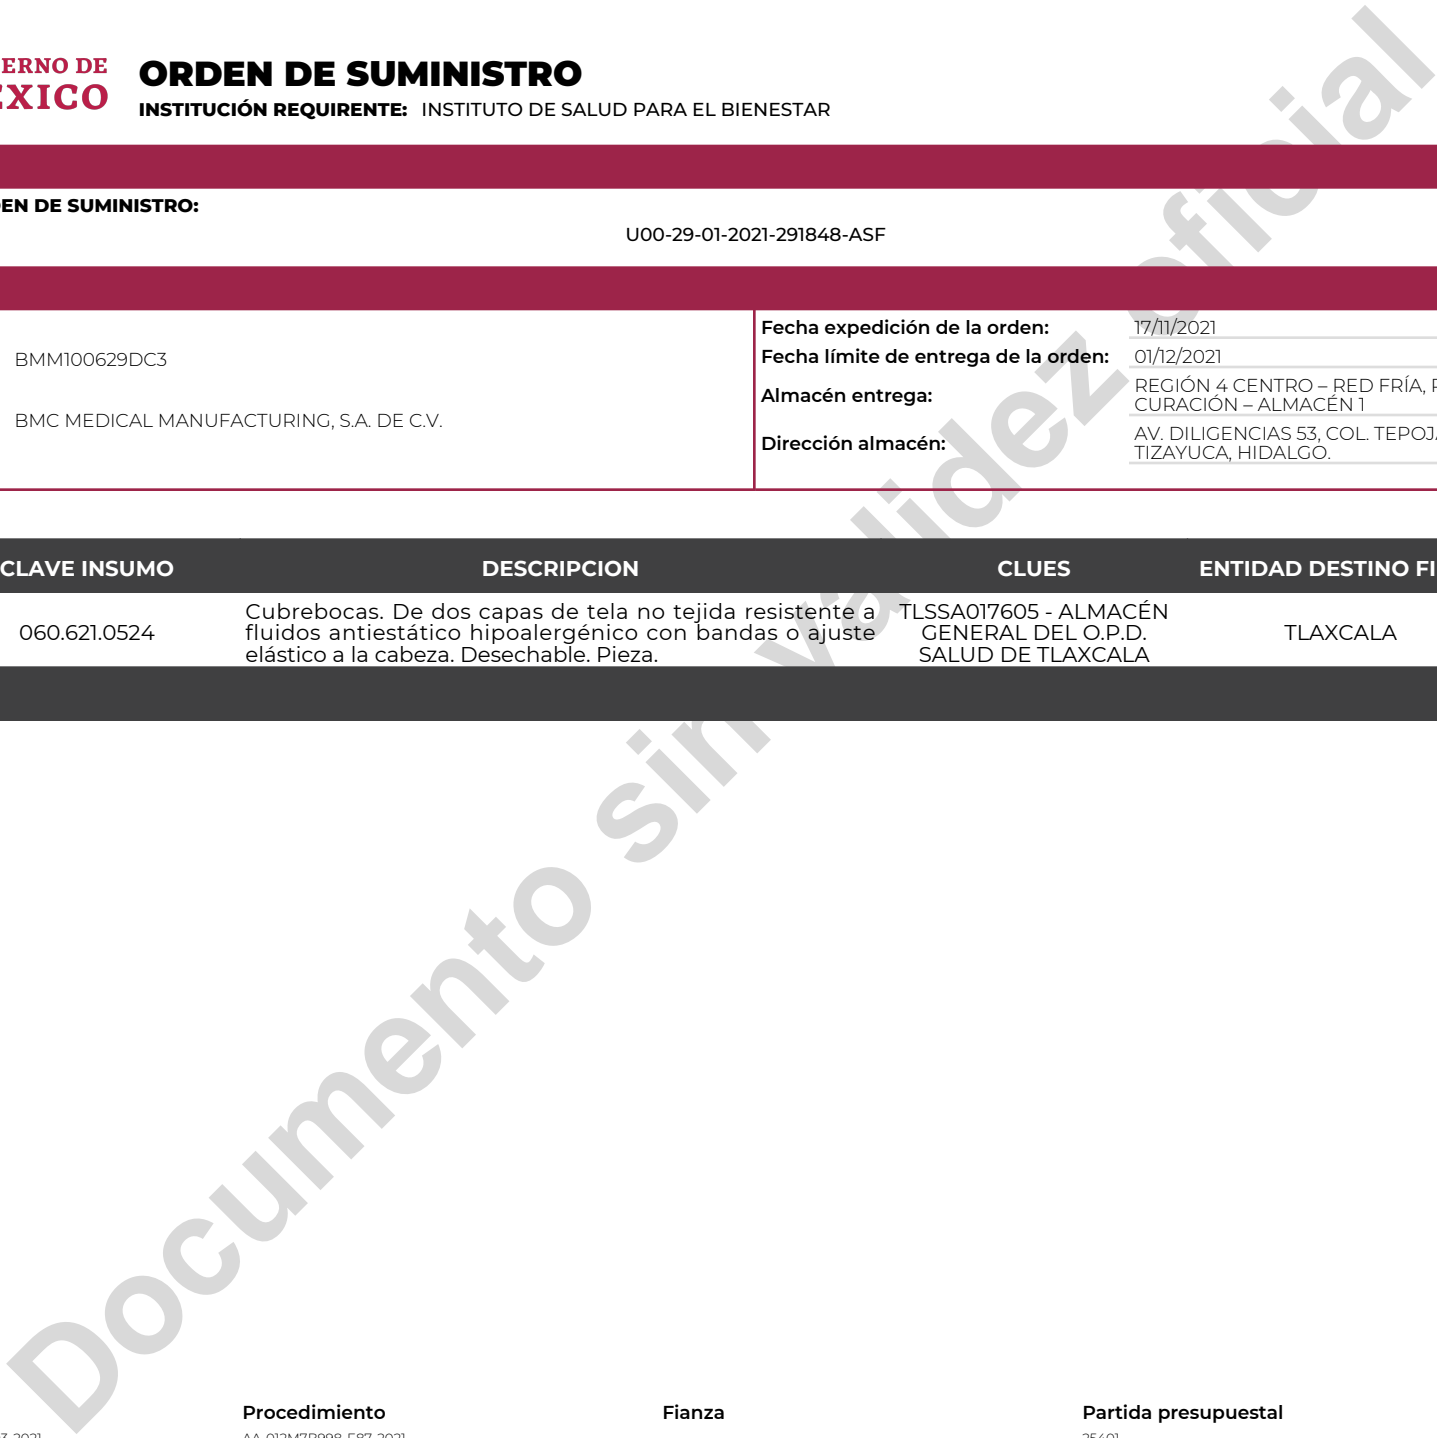 ERNO DE
EXICO
ORDEN DE SUMINISTRO
INSTITUCIÓN REQUIRENTE: INSTITUTO DE SALUD PARA EL BIENESTAR
EN DE SUMINISTRO:
U00-29-01-2021-291848-ASF
BMM100629DC3
BMC MEDICAL MANUFACTURING, S.A. DE C.V.
Fecha expedición de la orden: 17/11/2021
Fecha límite de entrega de la orden: 01/12/2021
Almacén entrega: REGIÓN 4 CENTRO – RED FRÍA,
CURACIÓN – ALMACÉN 1
Dirección almacén: AV. DILIGENCIAS 53, COL. TEPOJ
TIZAYUCA, HIDALGO.
CLAVE INSUMO DESCRIPCION CLUES ENTIDAD DESTINO FI
060.621.0524
Cubrebocas. De dos capas de tela no tejida resistente a
fluidos antiestático hipoalergénico con bandas o ajuste
elástico a la cabeza. Desechable. Pieza.
TLSSA017605 - ALMACÉN
GENERAL DEL O.P.D.
SALUD DE TLAXCALA
TLAXCALA
Documento sin validez oficial
Procedimiento Fianza Partida presupuestal